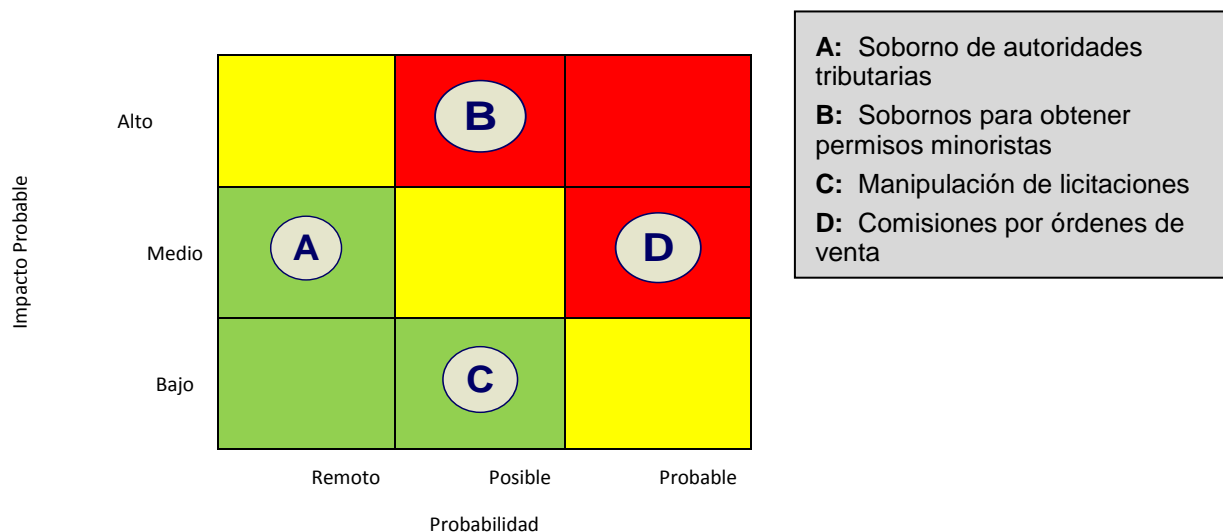 A: Soborno de autoridades
tributarias
B: Sobornos para obtener
permisos minoristas
C: Manipulación de licitaciones
D: Comisiones por órdenes de
venta
Impacto Probable
Alto
B
Medio
A
D
Bajo
C
Remoto
Posible
Probable
Probabilidad